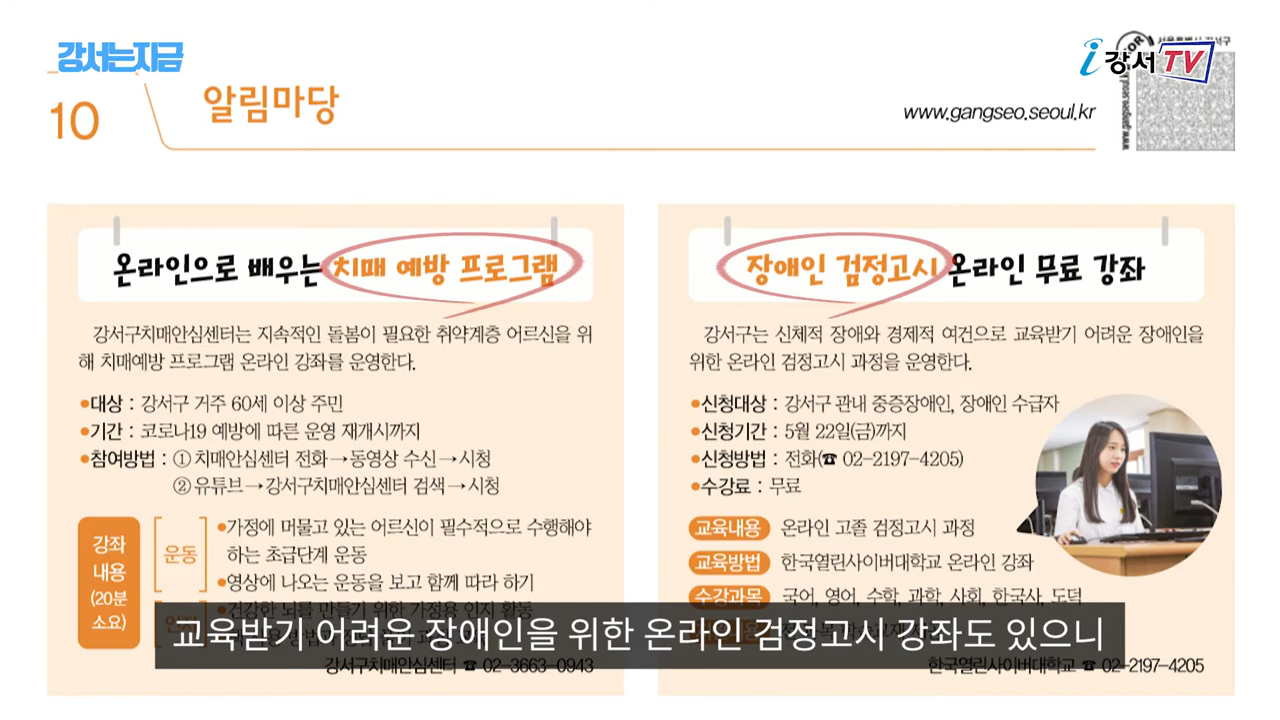 강서는지금
i강서TV
10
알림마당
www.gangseo.seoul.kr
온라인으로 배우는 치매 예방 프로그램
강서구치매안심센터는 지속적인 돌봄이 필요한 취약계층 어르신을 위
해 치매예방 프로그램 온라인 강좌를 운영한다.
●대상 : 강서구 거주 60세 이상 주민
●기간 : 코로나19 예방에 따른 운영 재개시까지
●참여방법 : ① 치매안심센터 전화→동영상 수신→시청
② 유튜브→강서구치매안심센터 검색→시청
강좌
내용
(20분
소요)
운동
●가정에 머물고 있는 어르신이 필수적으로 수행해야
하는 초급단계 운동
●영상에 나오는 운동을 보고 함께 따라 하기
●건강한 뇌를 만들기 위한 가정용 인지 활동
강서구치매안심센터 ☎ 02-3663-0943
장애인 검정고시 온라인 무료 강좌
강서구는 신체적 장애와 경제적 여건으로 교육받기 어려운 장애인을
위한 온라인 검정고시 과정을 운영한다.
●신청대상 : 강서구 관내 중증장애인, 장애인 수급자
●신청기간 : 5월 22일(금)까지
●신청방법 : 전화(☎ 02-2197-4205)
●수강료 : 무료
교육내용 온라인 고졸 검정고시 과정
교육방법 한국열린사이버대학교 온라인 강좌
수강과목 국어, 영어, 수학, 과학, 사회, 한국사, 도덕
한국열린사이버대학교 ☎ 02-2197-4205
교육받기 어려운 장애인을 위한 온라인 검정 고시 강좌도 있으니